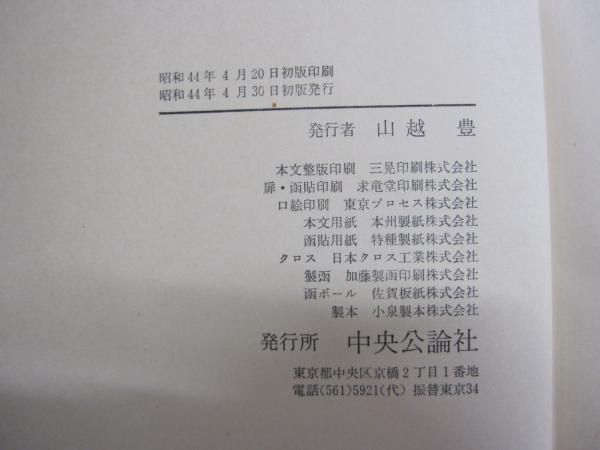 昭和44年4月20日初版印刷
昭和44年4月30日初版発行
発行者 山越 豊
本文整版印刷 三晃印刷株式会社
扉・函貼印刷 求竜堂印刷株式会社
口絵印刷 東京プロセス株式会社
本文用紙 本州製紙株式会社
函貼用紙 特種製紙株式会社
クロス 日本クロス工業株式会社
製函 加藤製函印刷株式会社
函ボール 佐賀板紙株式会社
製本 小泉製本株式会社
発行所 中央公論社
東京都中央区京橋2丁目1番地
電話(561)5921(代) 振替東京34